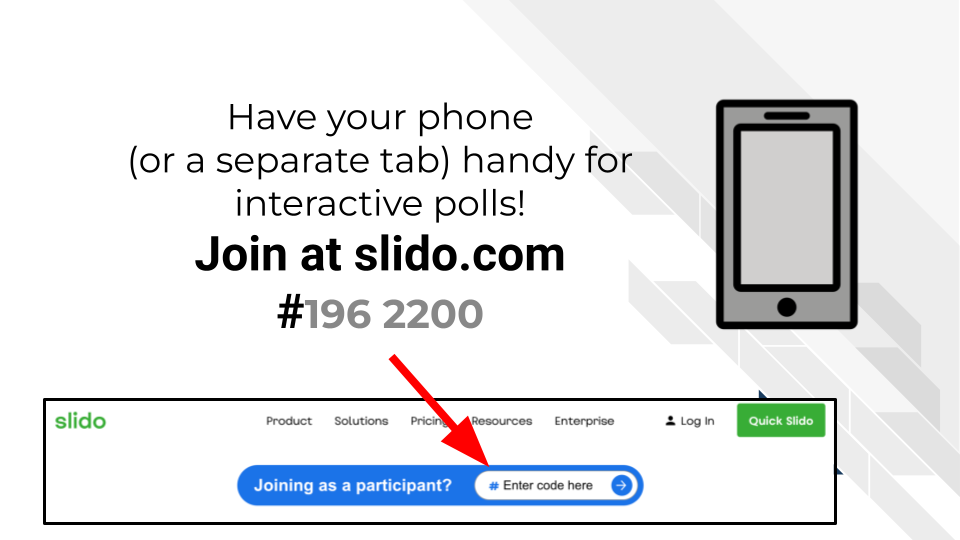 Have your phone
(or a separate tab) handy for
interactive polls!
Join at slido.com
#196 2200
slido Product Solutions Pricing Resources Enterprise Log In Quick Slido
Joining as a participant? # Enter code here